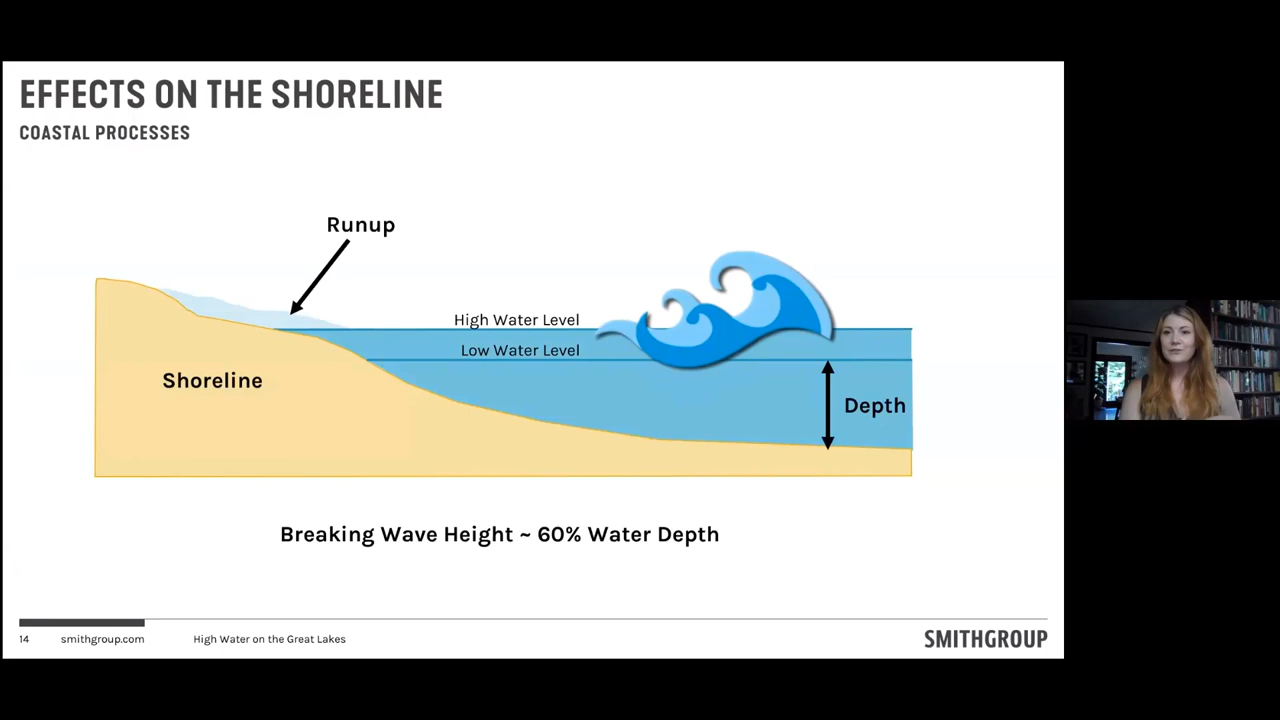 EFFECTS ON THE SHORELINE
COASTAL PROCESSES
Runup
High Water Level
Low Water Level
Shoreline
Depth
Breaking Wave Height ~ 60% Water Depth
14 smithgroup.com High Water on the Great Lakes SMITHGROUP